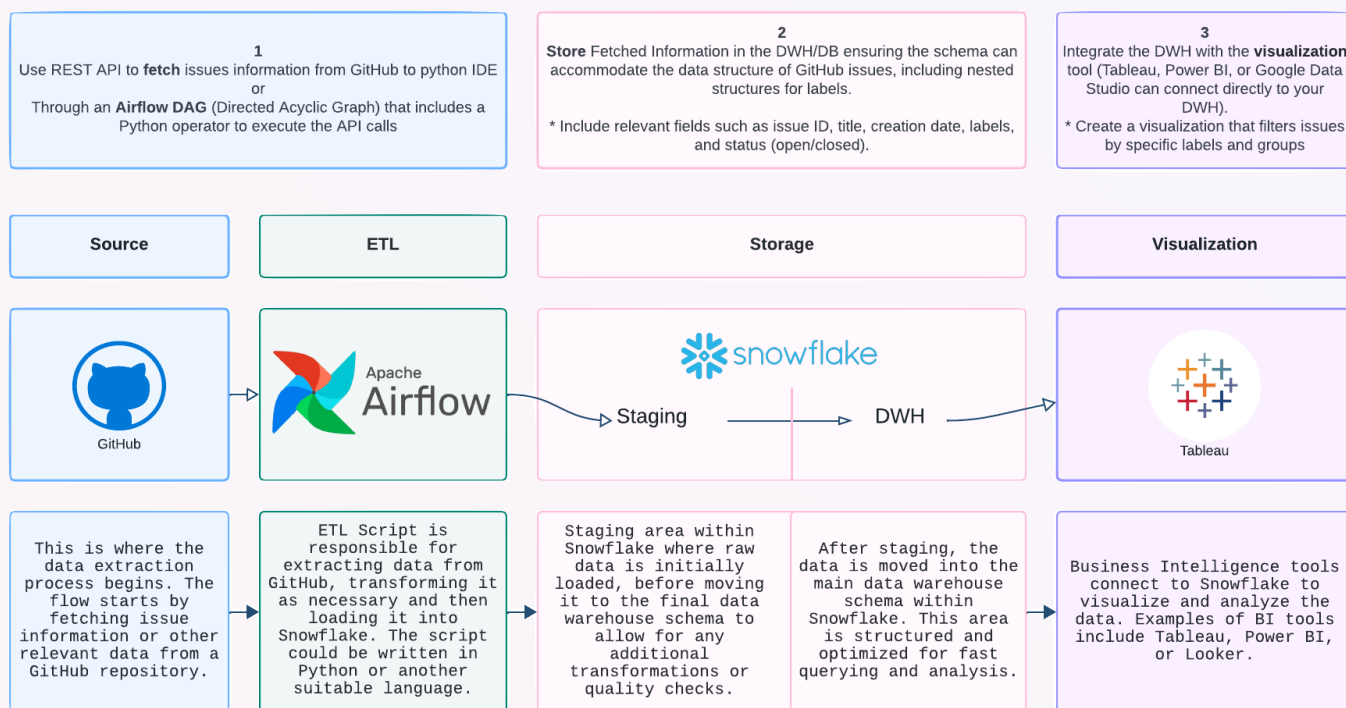 1
Use REST API to fetch issues information from GitHub to python IDE
or
Through an Airflow DAG (Directed Acyclic Graph) that includes a
Python operator to execute the API calls
2
Store Fetched Information in the DWH/DB ensuring the schema can
accommodate the data structure of GitHub issues, including nested
structures for labels.
* Include relevant fields such as issue ID, title, creation date, labels,
and status (open/closed).
3
Integrate the DWH with the visualization
tool (Tableau, Power BI, or Google Data
Studio can connect directly to your
DWH).
* Create a visualization that filters issues
by specific labels and groups
Source
ETL
Storage
Visualization
GitHub
Apache
Airflow
snowflake
Staging
DWH
Tableau
This is where the
data extraction
process begins. The
flow starts by
fetching issue
information or other
relevant data from a
GitHub repository.
ETL Script is
responsible for
extracting data from
GitHub, transforming it
as necessary and then
loading it into
Snowflake. The script
could be written in
Python or another
suitable language.
Staging area within
Snowflake where raw
data is initially
loaded, before moving
it to the final data
warehouse schema to
allow for any
additional
transformations or
quality checks.
After staging, the
data is moved into the
main data warehouse
schema within
Snowflake. This area
is structured and
optimized for fast
querying and analysis.
Business Intelligence tools
connect to Snowflake to
visualize and analyze the
data. Examples of BI tools
include Tableau, Power BI,
or Looker.